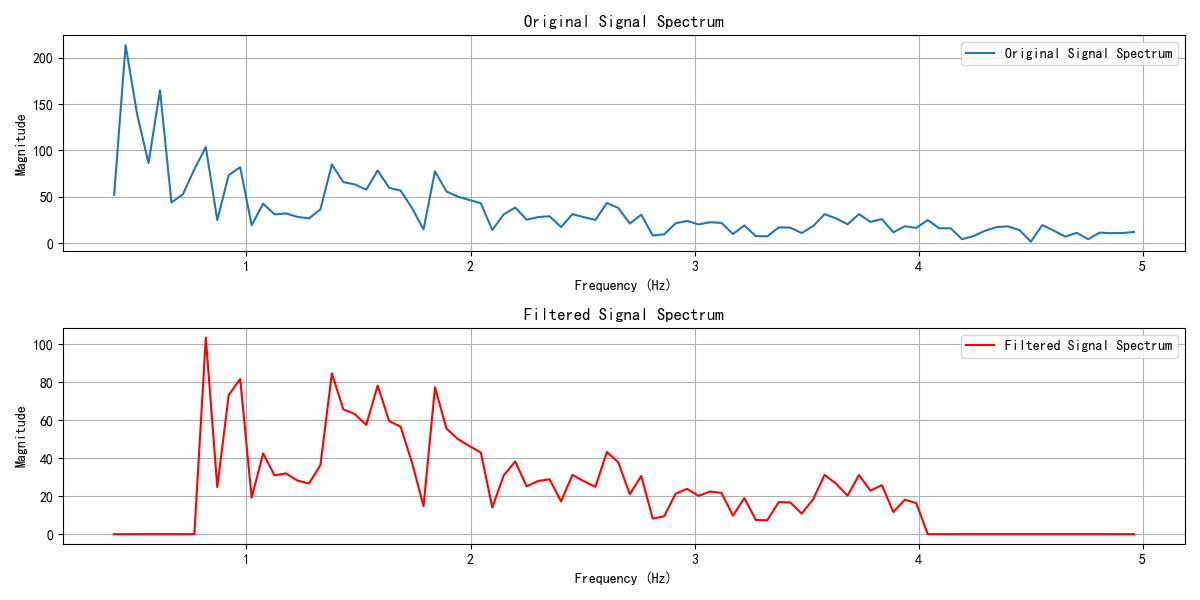 Original Signal Spectrum
Original Signal Spectrum
Magnitude
200
150
100
50
0
1
2
3
4
5
Frequency (Hz)
Filtered Signal Spectrum
Filtered Signal Spectrum
Magnitude
100
80
60
40
20
0
1
2
3
4
5
Frequency (Hz)